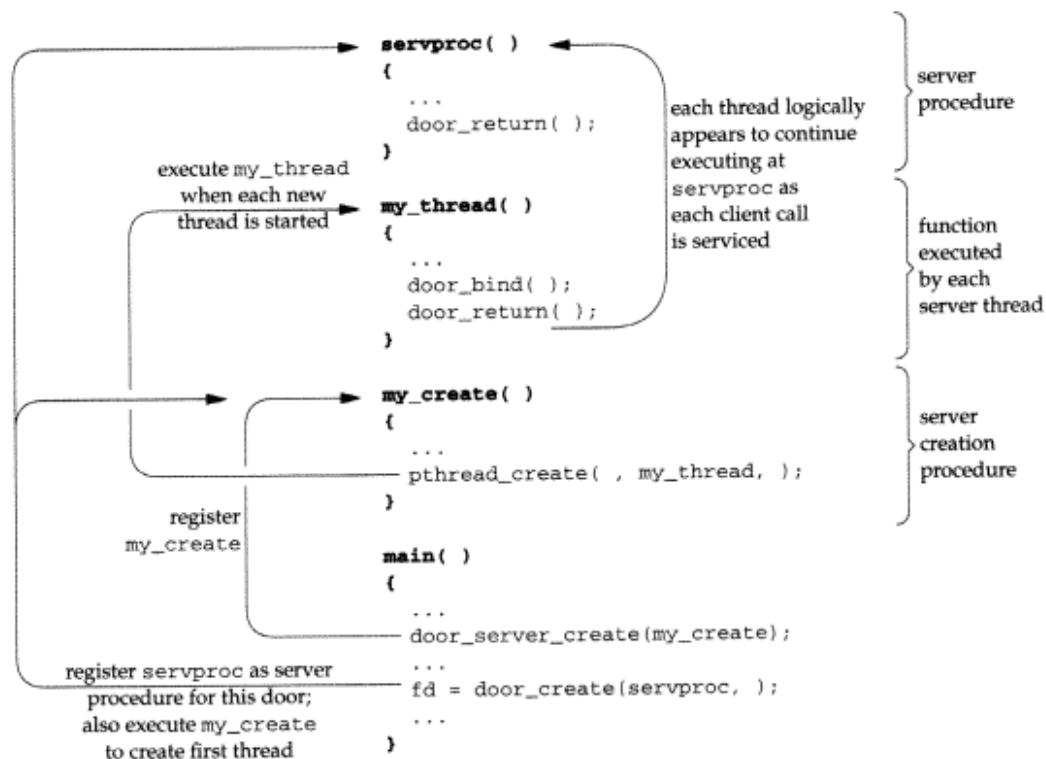 servproc( )
{
...
door_return( );
}
each thread logically
appears to continue
executing at
servproc as
each client call
is serviced
server
procedure
execute my_thread
when each new
thread is started
my_thread( )
{
...
door_bind( );
door_return( );
}
function
executed
by each
server thread
my_create( )
{
...
pthread_create( , my_thread, );
}
server
creation
procedure
register
my_create
main( )
{
...
door_server_create(my_create);
...
fd = door_create(servproc, );
...
}
register servproc as server
procedure for this door;
also execute my_create
to create first thread